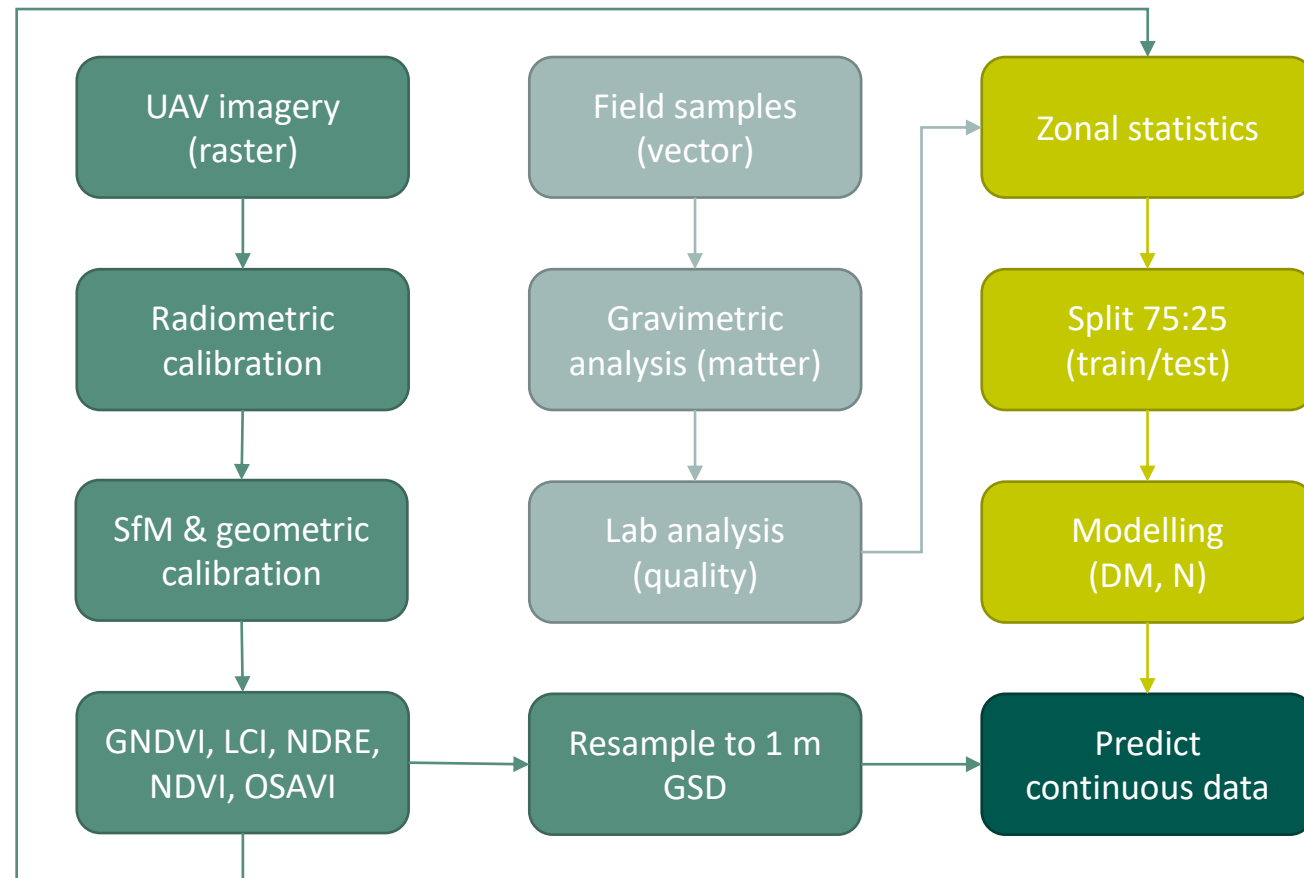 UAV imagery
(raster)
Field samples
(vector)
Zonal statistics
Radiometric
calibration
Gravimetric
analysis (matter)
Split 75:25
(train/test)
SfM & geometric
calibration
Lab analysis
(quality)
Modelling
(DM, N)
GNDVI, LCI, NDRE,
NDVI, OSAVI
Resample to 1 m
GSD
Predict
continuous data